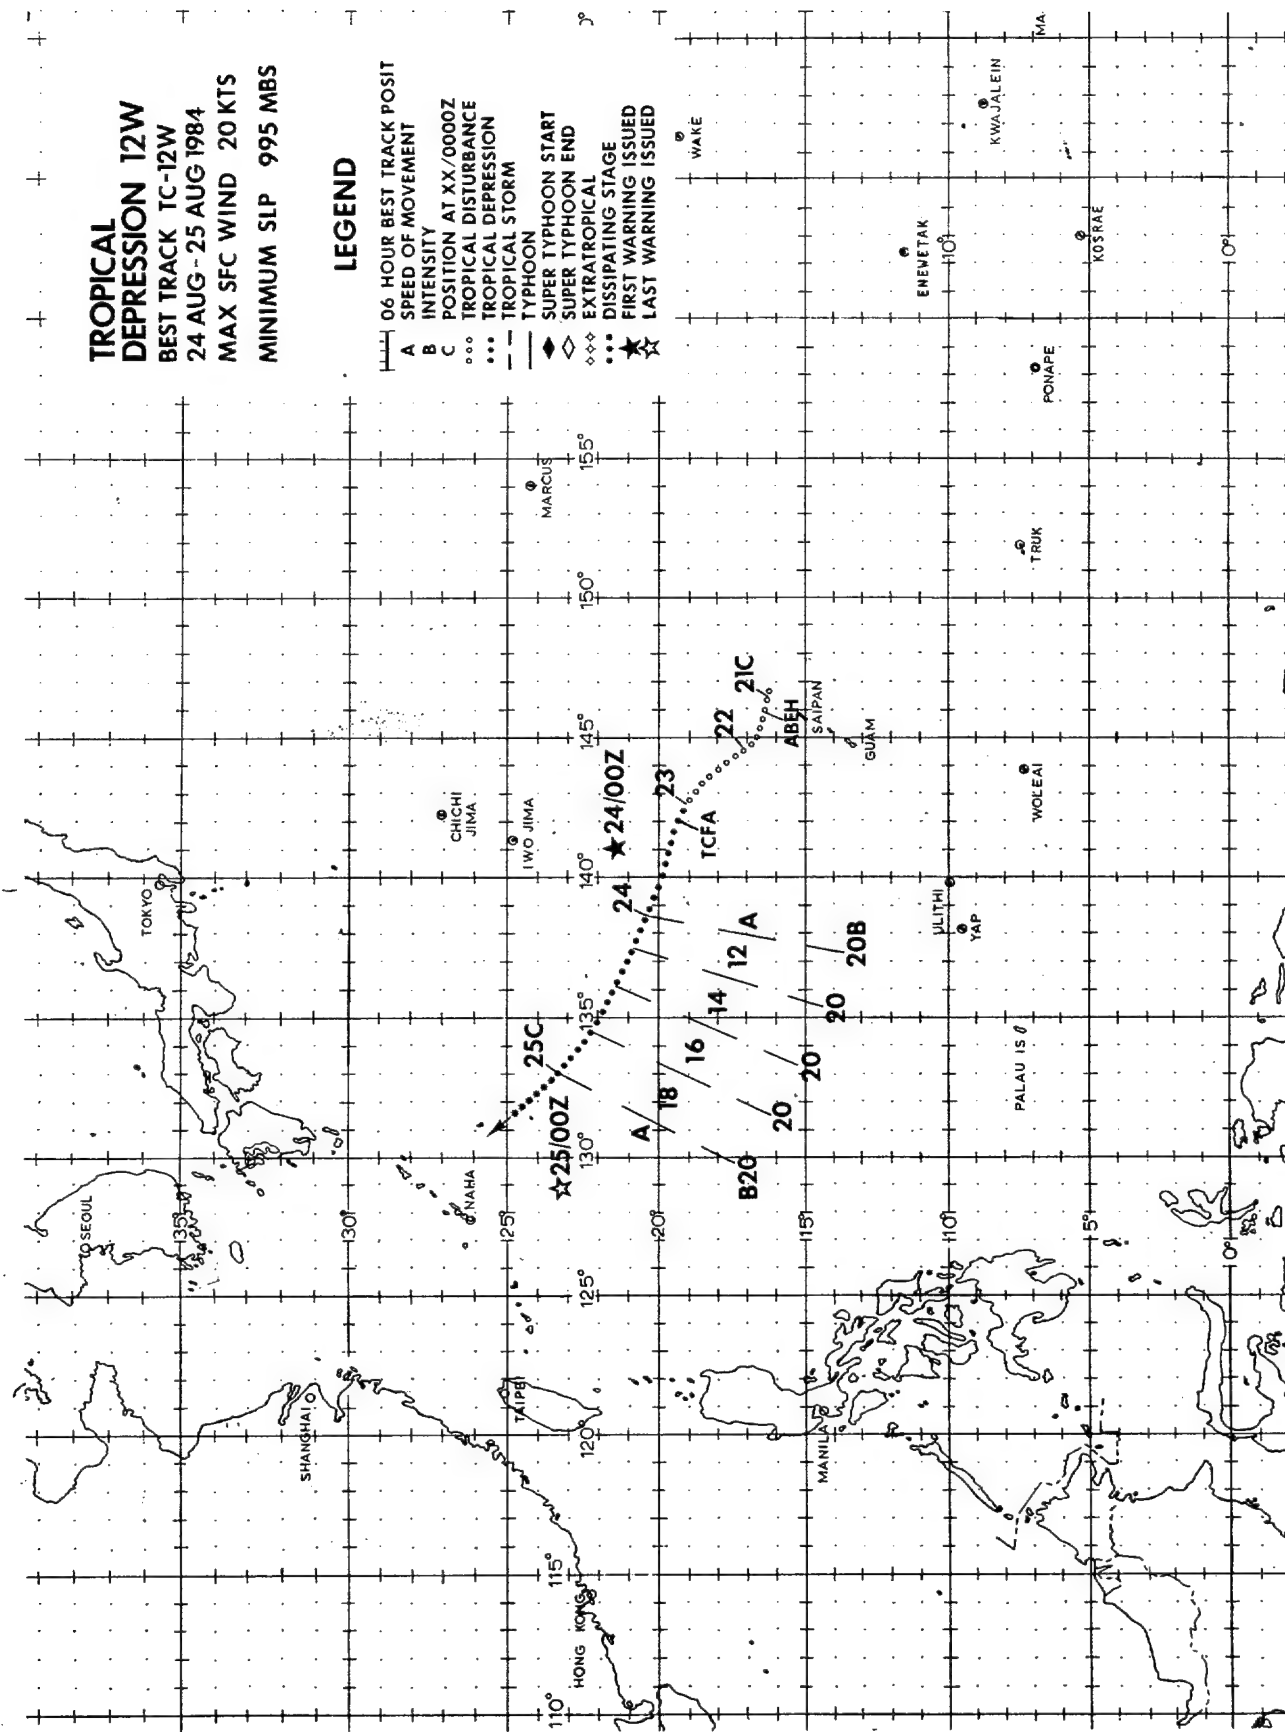 TROPICAL
DEPRESSION 12W
BEST TRACK TC-12W
24 AUG - 25 AUG 1984
MAX SFC WIND 20 KTS
MINIMUM SLP 995 MBS
LEGEND
06 HOUR BEST TRACK POSIT
A SPEED OF MOVEMENT
B INTENSITY
C POSITION AT XX/0000Z
TROPICAL DISTURBANCE
TROPICAL DEPRESSION
TROPICAL STORM
TYPHOON
SUPER TYPHOON START
SUPER TYPHOON END
EXTRATROPICAL
DISSIPATING STAGE
FIRST WARNING ISSUED
LAST WARNING ISSUED
SEOUL
TOKYO
35°
SHANGHAI
30°
CHICHI
JIMA
NAHA
25°
IWO JIMA
MARCUS
TAIPEI
HONG KONG
110°
115°
120°
125°
130°
135°
140°
145°
150°
155°
25C
☆25/00Z
24
★24/00Z
23
TCFA
22
21C
ABEH
20°
A
18
16
14
12
A
B20
20
20
20
20B
WAKE
15°
SAIPAN
GUAM
MANILA
10°
ULITHI
YAP
WOLEAI
TRUK
PONAPE
ENEWETAK
10°
KWAJALEIN
KOSRAE
MA
PALAU IS
5°
0°
0°